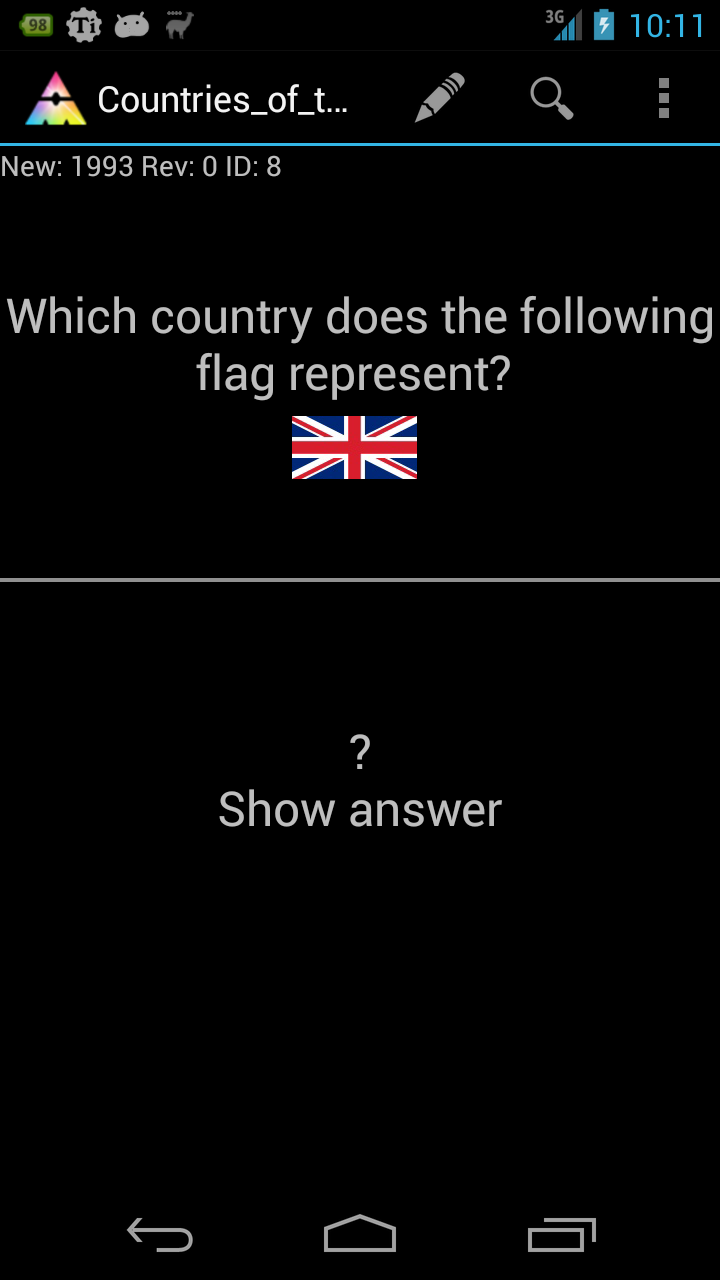 98 Ti 3G 10:11
Countries_of_t...
New: 1993 Rev: 0 ID: 8
Which country does the following
flag represent?
?
Show answer